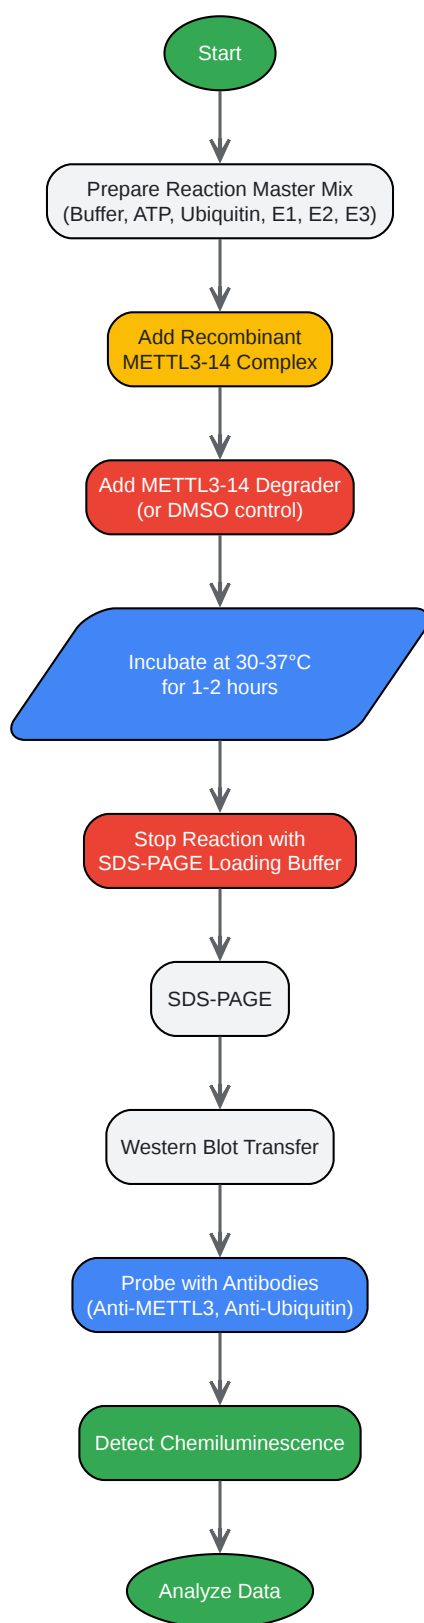 Start
Prepare Reaction Master Mix
(Buffer, ATP, Ubiquitin, E1, E2, E3)
Add Recombinant
METTL3-14 Complex
Add METTL3-14 Degrader
(or DMSO control)
Incubate at 30-37°C
for 1-2 hours
Stop Reaction with
SDS-PAGE Loading Buffer
SDS-PAGE
Western Blot Transfer
Probe with Antibodies
(Anti-METTL3, Anti-Ubiquitin)
Detect Chemiluminescence
Analyze Data